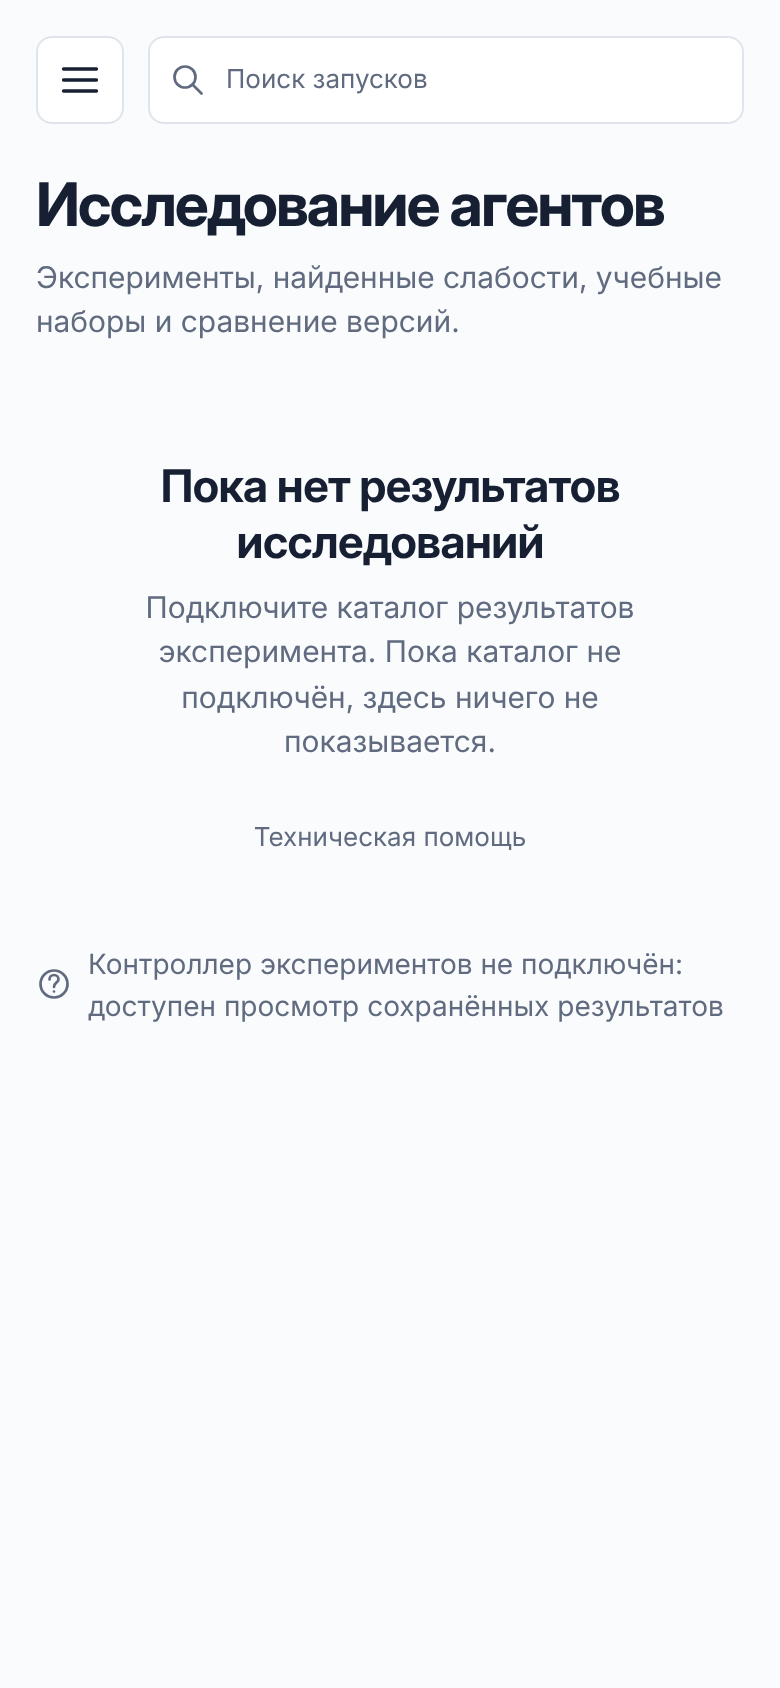 Поиск запусков
Исследование агентов
Эксперименты, найденные слабости, учебные
наборы и сравнение версий.
Пока нет результатов
исследований
Подключите каталог результатов
эксперимента. Пока каталог не
подключён, здесь ничего не
показывается.
Техническая помощь
Контроллер экспериментов не подключён:
доступен просмотр сохранённых результатов